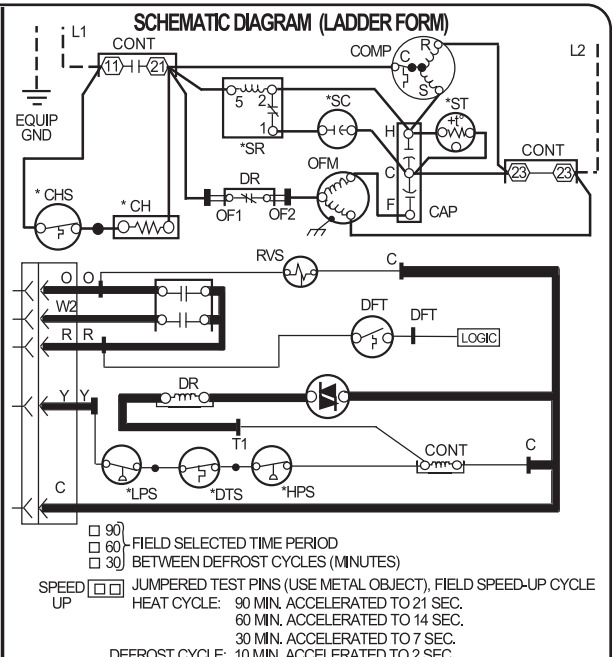 SCHEMATIC DIAGRAM (LADDER FORM)
L1
CONT
COMP
R
C
S
L2
11
21
EQUIP
GND
5
2
1
*SR
*SC
H
C
F
CAP
*ST
+t°
CONT
23
23
* CHS
* CH
DR
OF1
OF2
OFM
RVS
C
O O
W2
R R
DFT
DFT
LOGIC
DR
Y Y
T1
CONT
C
*LPS
*DTS
*HPS
C
90
60 FIELD SELECTED TIME PERIOD
30 BETWEEN DEFROST CYCLES (MINUTES)
SPEED UP JUMPERED TEST PINS (USE METAL OBJECT), FIELD SPEED-UP CYCLE
HEAT CYCLE: 90 MIN. ACCELERATED TO 21 SEC.
60 MIN. ACCELERATED TO 14 SEC.
30 MIN. ACCELERATED TO 7 SEC.
DEFROST CYCLE: 10 MIN. ACCELERATED TO 2 SEC.